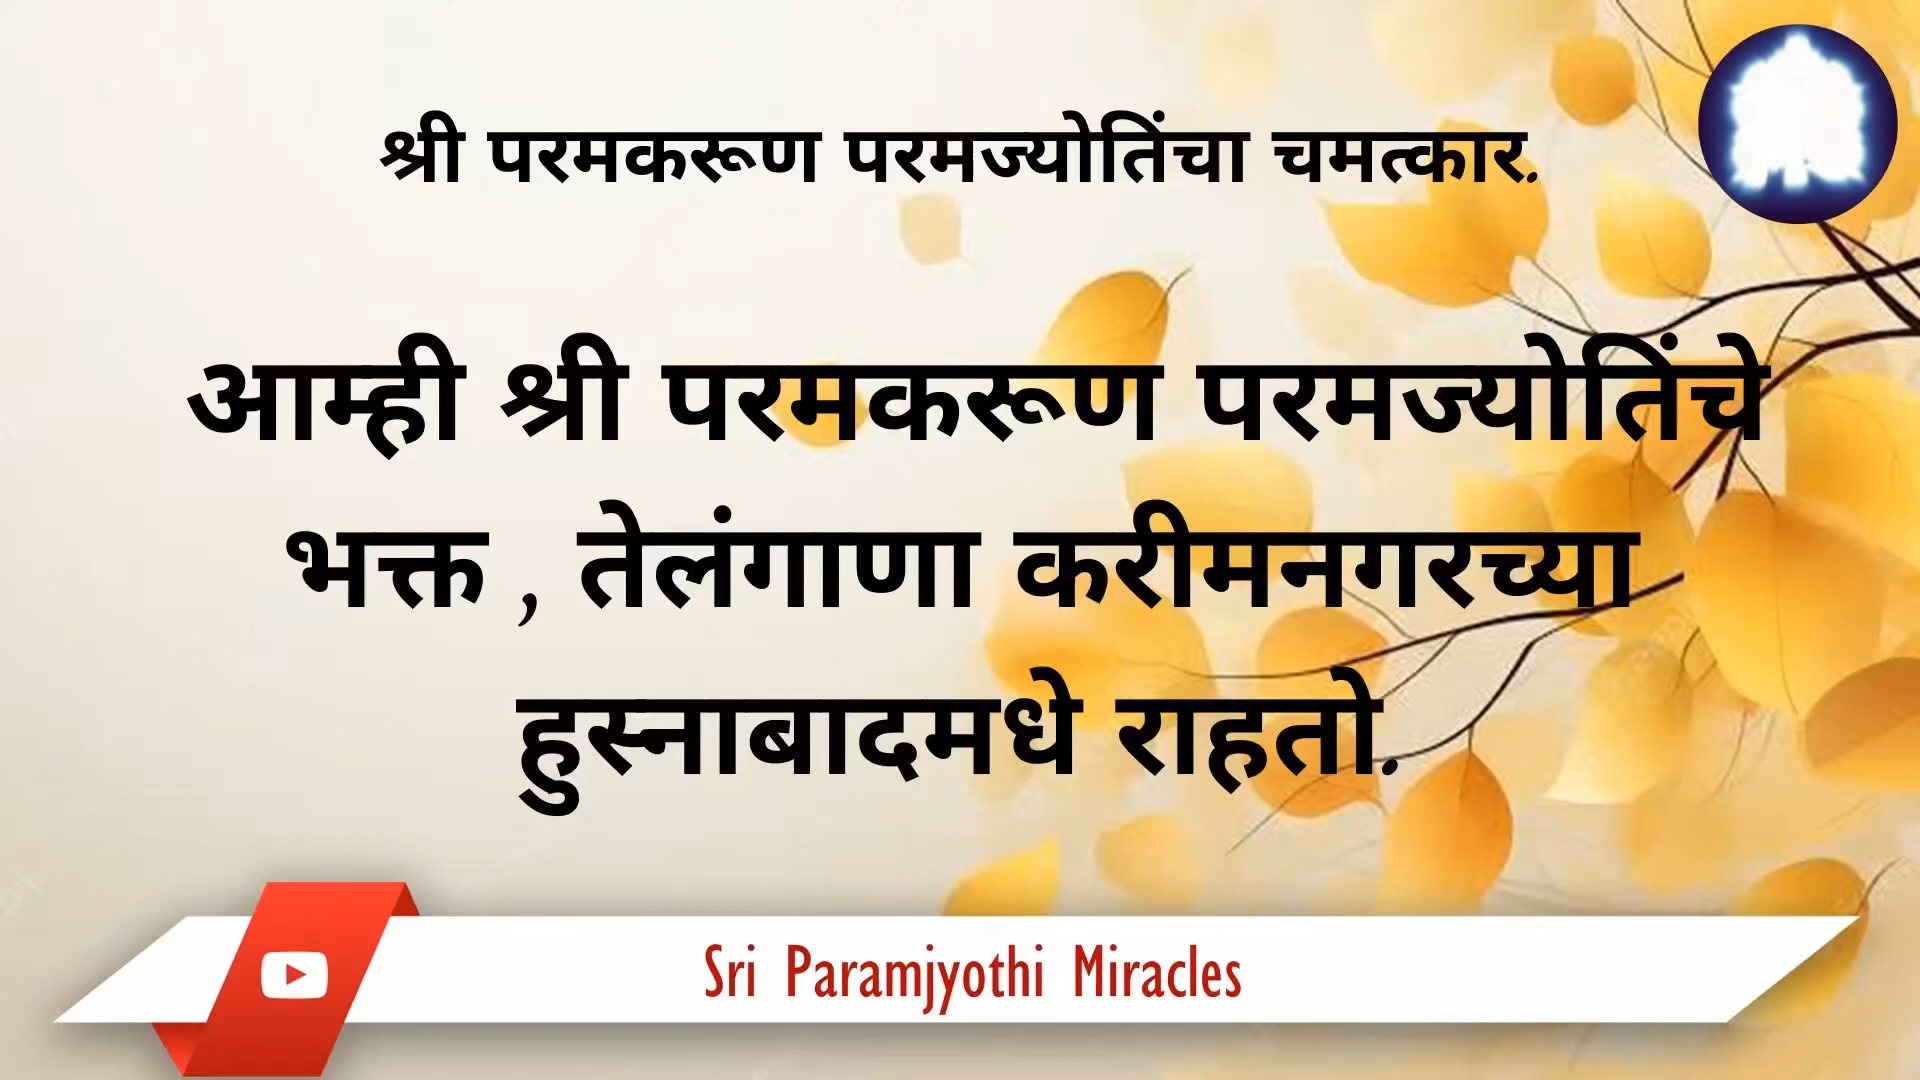 श्री परमकरूण परमज्योतिंचा चमत्कार.
आम्ही श्री परमकरूण परमज्योतिंचे
भक्त , तेलंगाणा करीमनगरच्या
हुस्नाबादमधे राहतो.
Sri Paramjyothi Miracles